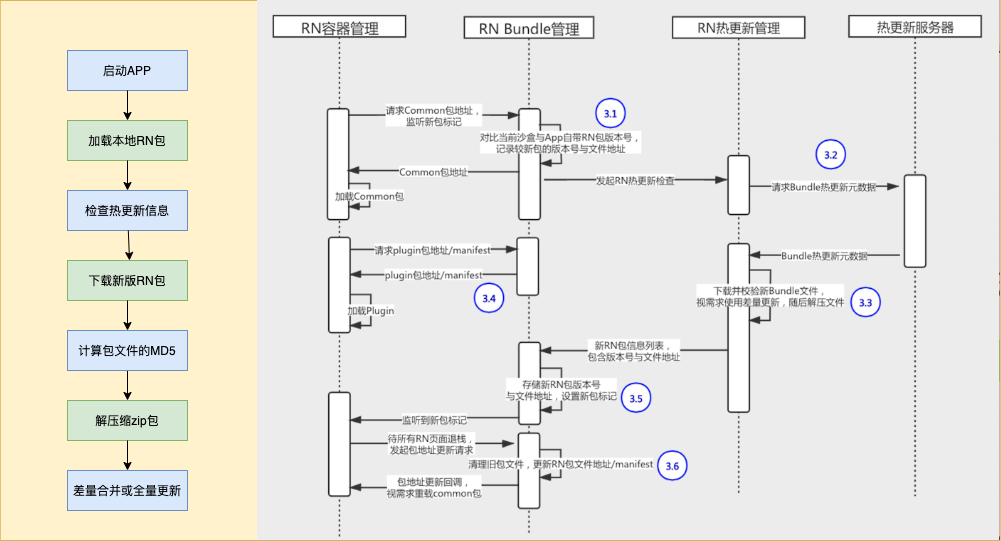 启动APP
加载本地RN包
检查热更新信息
下载新版RN包
计算包文件的MD5
解压缩zip包
差量合并或全量更新
RN容器管理
RN Bundle管理
RN热更新管理
热更新服务器
请求Common包地址，
监听新包标记
3.1
对比当前沙盒与App自带RN包版本号，
记录较新包的版本号与文件地址
3.2
Common包地址
发起RN热更新检查
请求Bundle热更新元数据
加载Common包
请求plugin包地址/manifest
Bundle热更新元数据
plugin包地址/manifest
3.4
下载并校验新Bundle文件，
视需求使用差量更新，随后解压文件
3.3
加载Plugin
新RN包信息列表，
包含版本号与文件地址
存储新RN包版本号
与文件地址，设置新包标记
3.5
监听到新包标记
待所有RN页面退栈，
发起包地址更新请求
清理旧包文件，更新RN包文件地址/manifest
3.6
包地址更新回调，
视需求重载common包